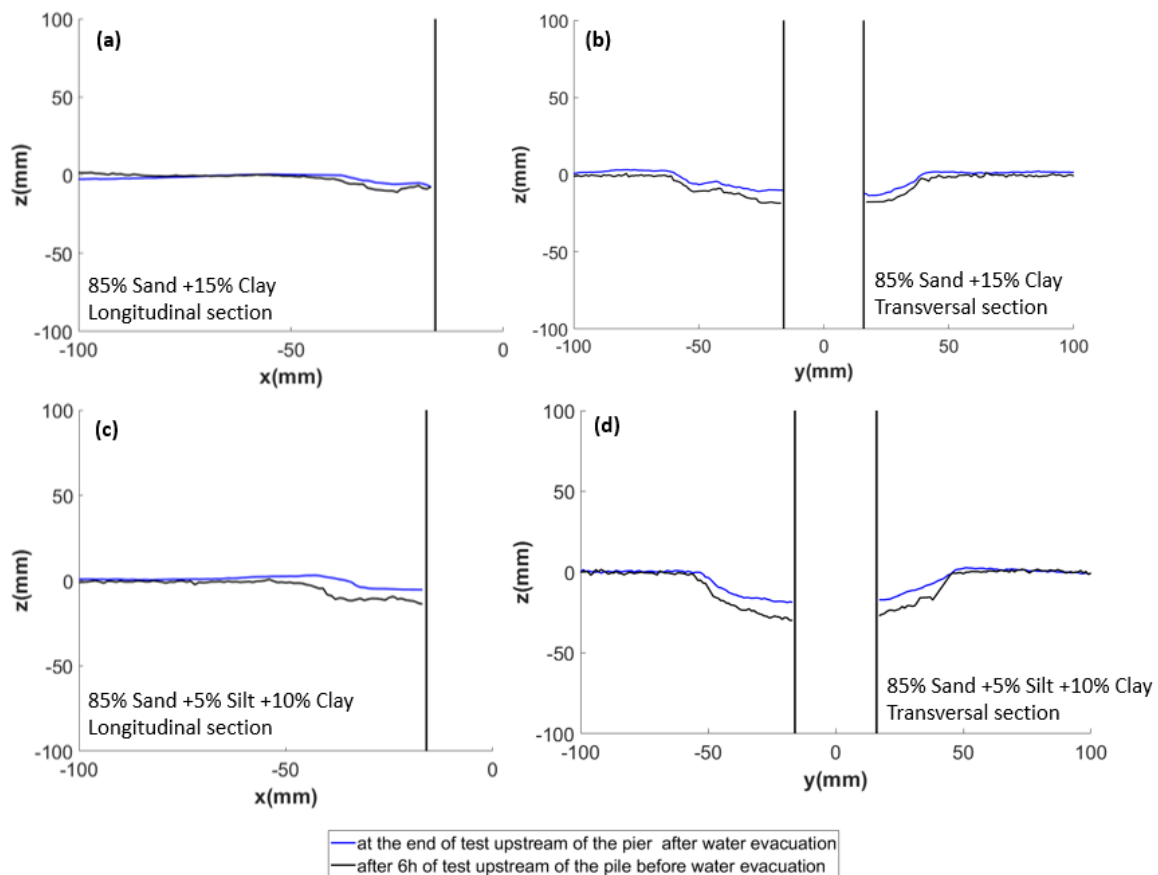 (a)
100
50
0
-50
-100
z(mm)
85% Sand +15% Clay
Longitudinal section
-100
-50
0
x(mm)
(b)
100
50
0
-50
-100
z(mm)
85% Sand +15% Clay
Transversal section
-100
-50
0
50
100
y(mm)
(c)
100
50
0
-50
-100
z(mm)
85% Sand +5% Silt +10% Clay
Longitudinal section
-100
-50
0
x(mm)
(d)
100
50
0
-50
-100
z(mm)
85% Sand +5% Silt +10% Clay
Transversal section
-100
-50
0
50
100
y(mm)
at the end of test upstream of the pier after water evacuation
after 6h of test upstream of the pile before water evacuation